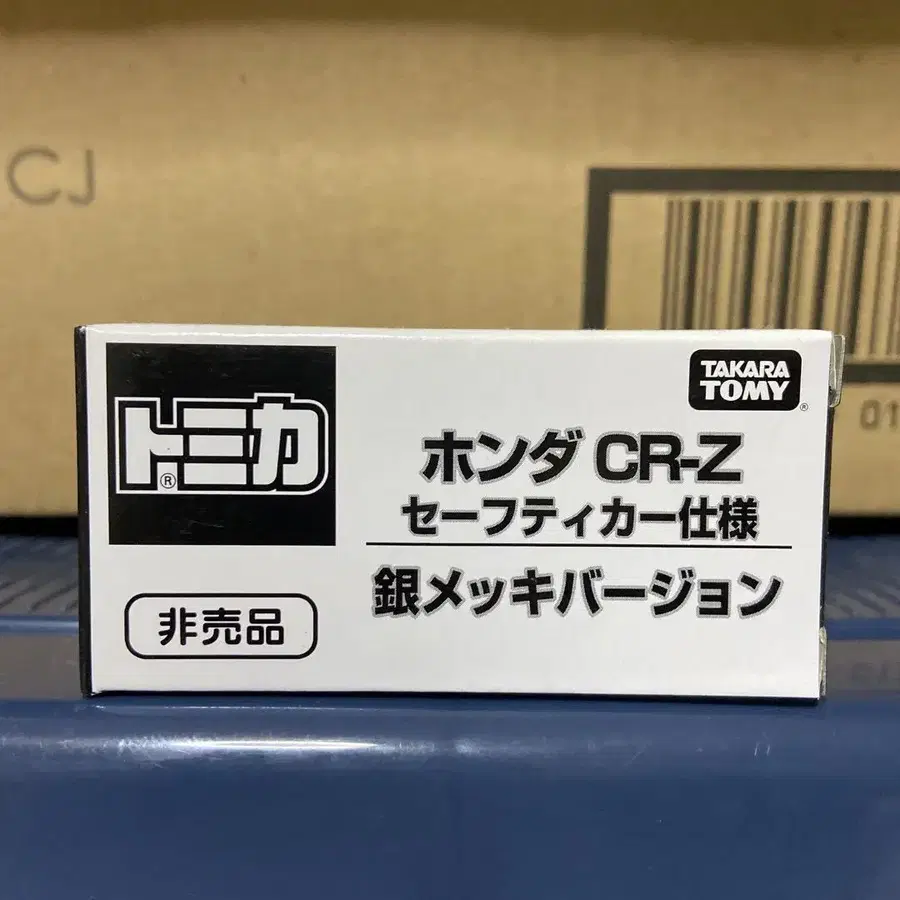 CJ
TAKARA
TOMY
®
トミカ
®
ホンダ CR-Z
セーフティカー仕様
銀メッキバージョン
非売品
01